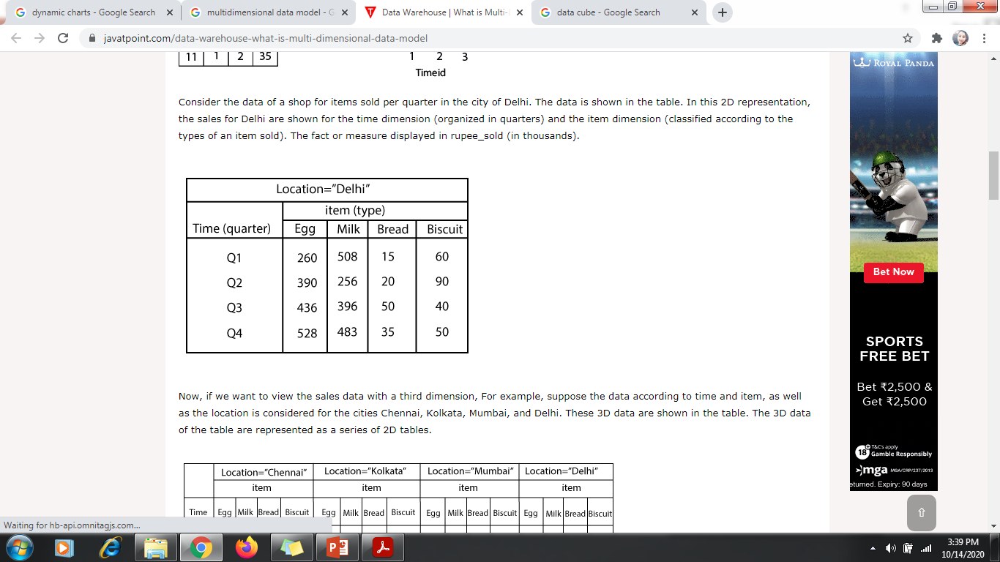 dynamic charts - Google Search
multidimensional data model - G
Data Warehouse | What is Multi-
data cube - Google Search
javatpoint.com/data-warehouse-what-is-multi-dimensional-data-model
11 1 2 35
1 2 3
Timeid
Consider the data of a shop for items sold per quarter in the city of Delhi. The data is shown in the table. In this 2D representation,
the sales for Delhi are shown for the time dimension (organized in quarters) and the item dimension (classified according to the
types of an item sold). The fact or measure displayed in rupee_sold (in thousands).
Location="Delhi"
item (type)
Time (quarter) Egg Milk Bread Biscuit
Q1 260 508 15 60
Q2 390 256 20 90
Q3 436 396 50 40
Q4 528 483 35 50
Now, if we want to view the sales data with a third dimension, For example, suppose the data according to time and item, as well
as the location is considered for the cities Chennai, Kolkata, Mumbai, and Delhi. These 3D data are shown in the table. The 3D data
of the table are represented as a series of 2D tables.
Location="Chennai" Location="Kolkata" Location="Mumbai" Location="Delhi"
item item item item
Time Egg Milk Bread Biscuit Egg Milk Bread Biscuit Egg Milk Bread Biscuit Egg Milk Bread Biscuit
ROYAL PANDA
Bet Now
SPORTS
FREE BET
Bet ₹2,500 &
Get ₹2,500
18+ T&C's apply
Gamble Responsibly
mga MGA/CRP/237/2013
eturned. Expiry: 90 days
Waiting for hb-api.omnitagjs.com...
3:39 PM
10/14/2020